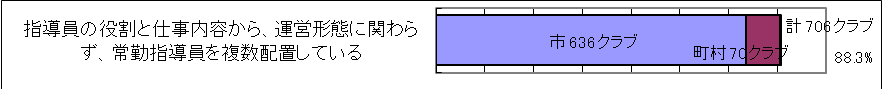 指導員の役割と仕事内容から、運営形態に関わら
ず、常勤指導員を複数配置している
市636クラブ
町村70クラブ
計706クラブ
88.3%